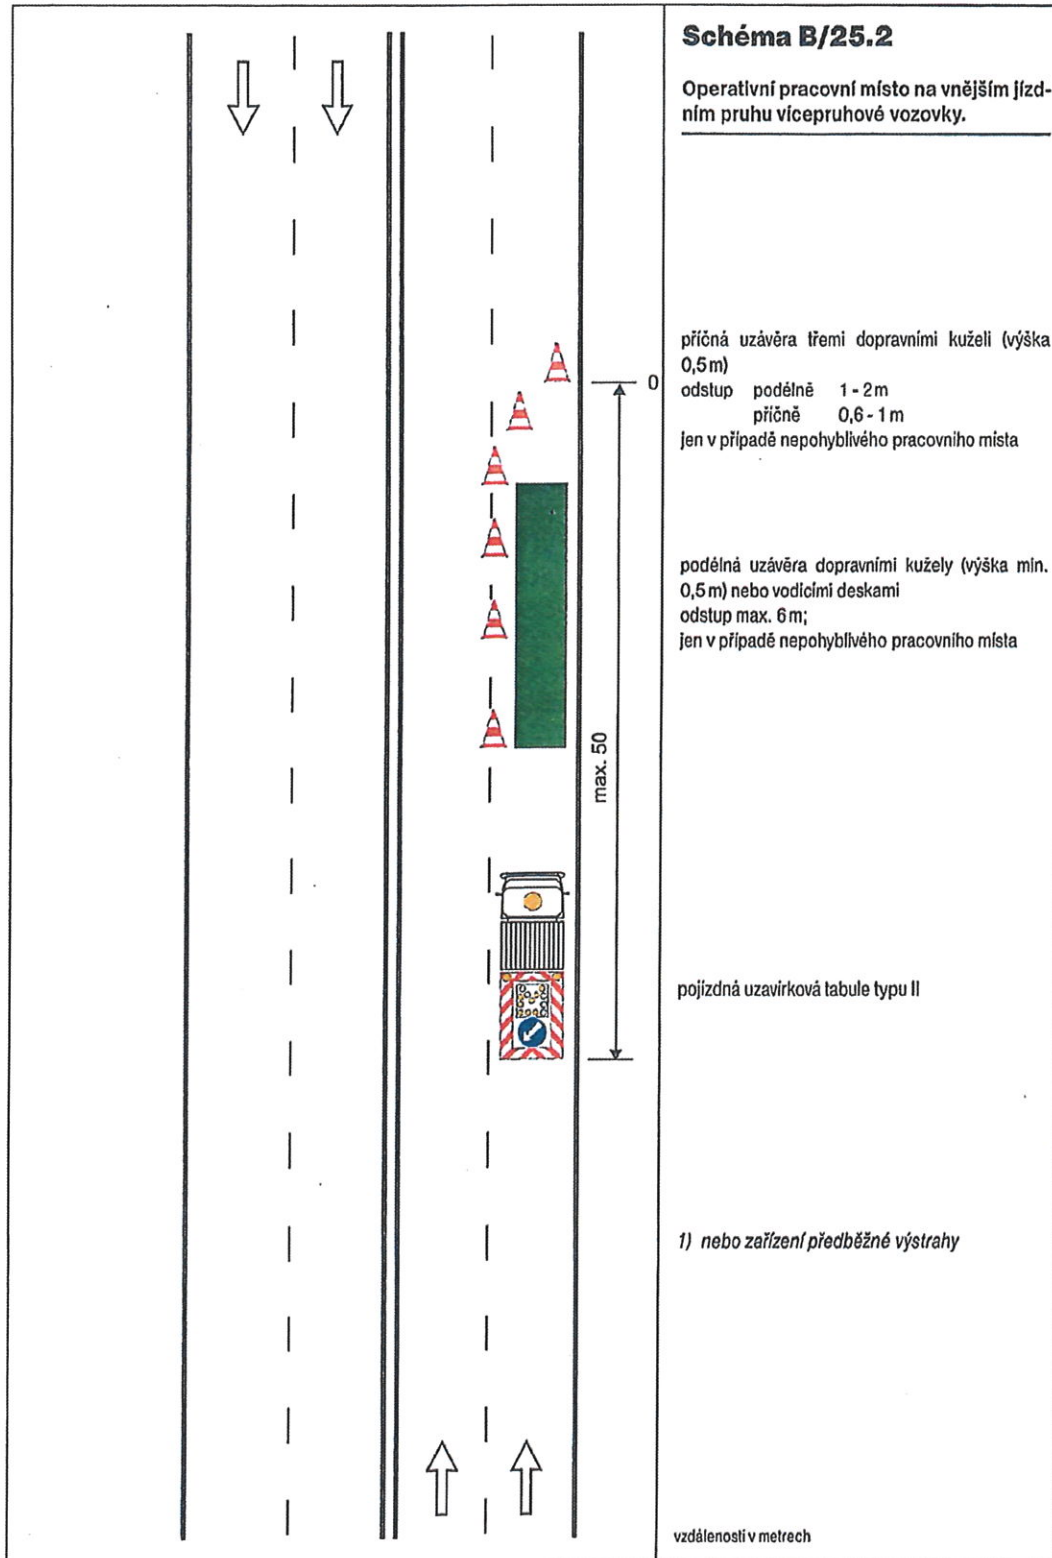 Schéma B/25.2
Operativní pracovní místo na vnějším jízd-
ním pruhu vícepruhové vozovky.
příčná uzávěra třemi dopravními kuželi (výška
0,5 m)
odstup podélně 1 - 2 m
příčně 0,6 - 1 m
jen v případě nepohyblivého pracovního místa
0
podélná uzávěra dopravními kužely (výška min.
0,5 m) nebo vodícími deskami
odstup max. 6 m;
jen v případě nepohyblivého pracovního místa
max. 50
pojízdná uzavírková tabule typu II
1) nebo zařízení předběžné výstrahy
vzdálenosti v metrech